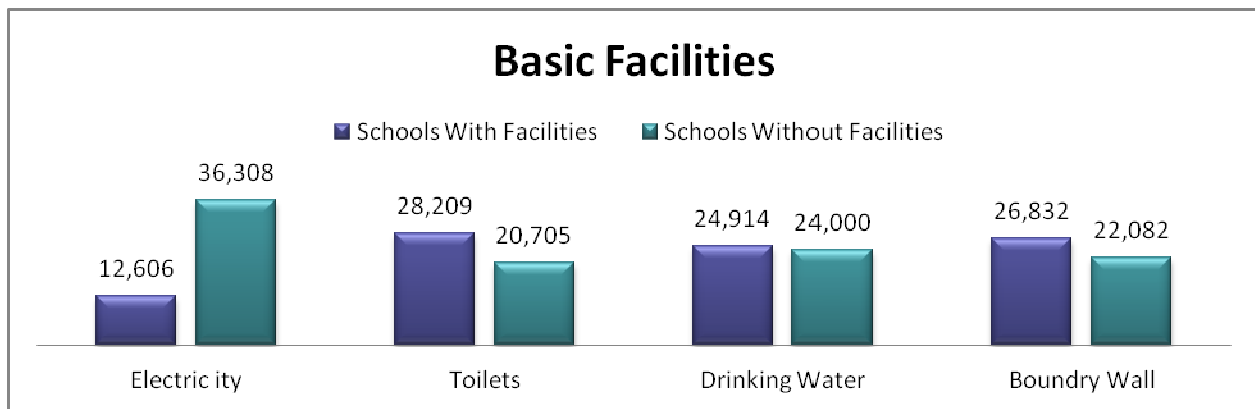 Basic Facilities
Schools With Facilities Schools Without Facilities
36,308
28,209
26,832
24,914 24,000
22,082
20,705
12,606
Electric ity Toilets Drinking Water Boundry Wall